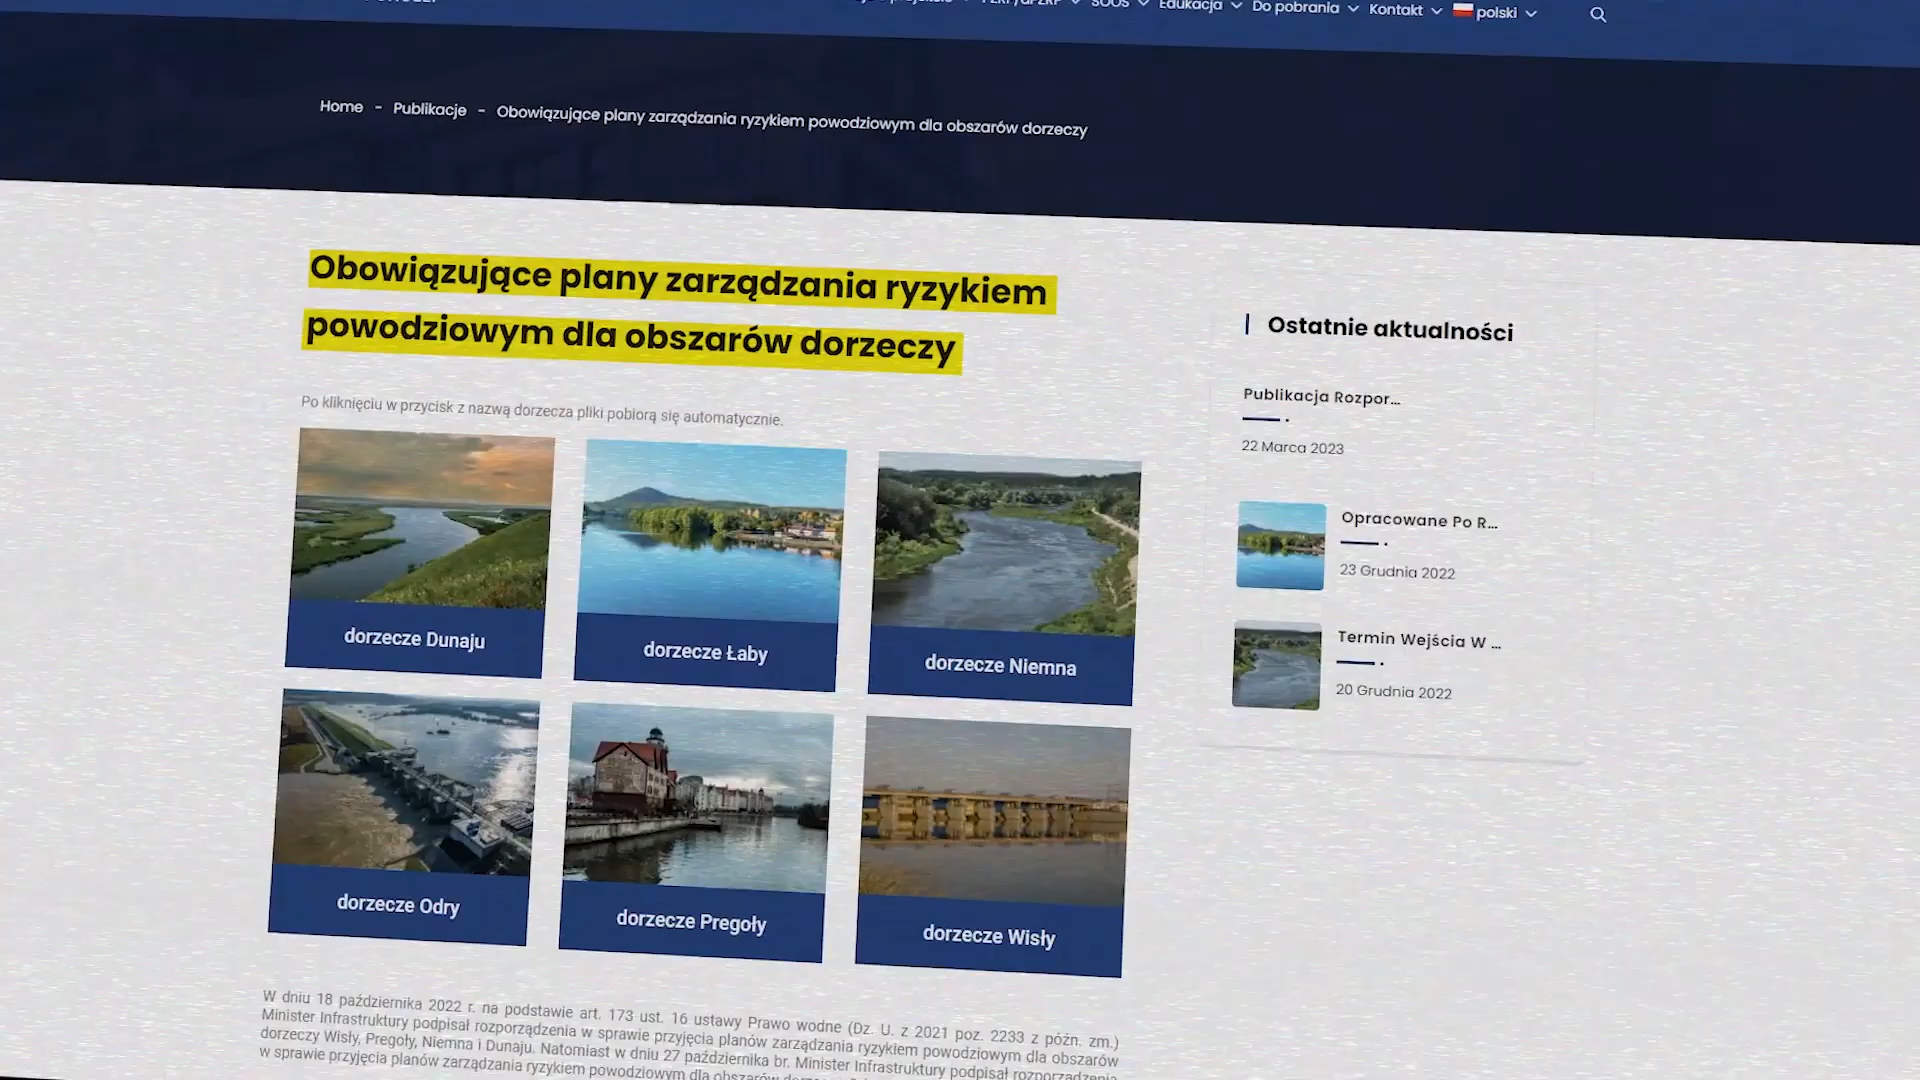 SUUS Edukacja Do pobrania Kontakt polski
Home - Publikacje - Obowiązujące plany zarządzania ryzykiem powodziowym dla obszarów dorzeczy
Obowiązujące plany zarządzania ryzykiem
powodziowym dla obszarów dorzeczy
Po kliknięciu w przycisk z nazwą dorzecza pliki pobiorą się automatycznie.
dorzecze Dunaju
dorzecze Łaby
dorzecze Niemna
dorzecze Odry
dorzecze Pregoły
dorzecze Wisły
W dniu 18 października 2022 r. na podstawie art. 173 ust. 16 ustawy Prawo wodne (Dz. U. z 2021 poz. 2233 z późn. zm.)
Minister Infrastruktury podpisał rozporządzenia w sprawie przyjęcia planów zarządzania ryzykiem powodziowym dla obszarów
dorzeczy Wisły, Pregoły, Niemna i Dunaju. Natomiast w dniu 27 października br. Minister Infrastruktury podpisał rozporządzenia
w sprawie przyjęcia planów zarządzania ryzykiem powodziowym dla obszarów
Ostatnie aktualności
Publikacja Rozpor...
22 Marca 2023
Opracowane Po R...
23 Grudnia 2022
Termin Wejścia W ...
20 Grudnia 2022